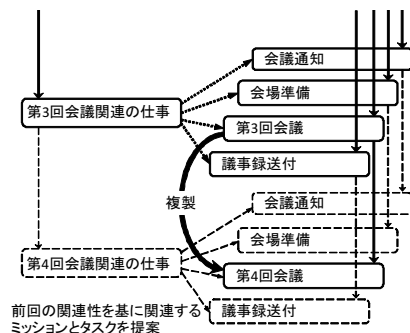 会議通知
会場準備
第3回会議関連の仕事
第3回会議
議事録送付
複製
会議通知
会場準備
第4回会議関連の仕事
第4回会議
議事録送付
前回の関連性を基に関連する
ミッションとタスクを提案